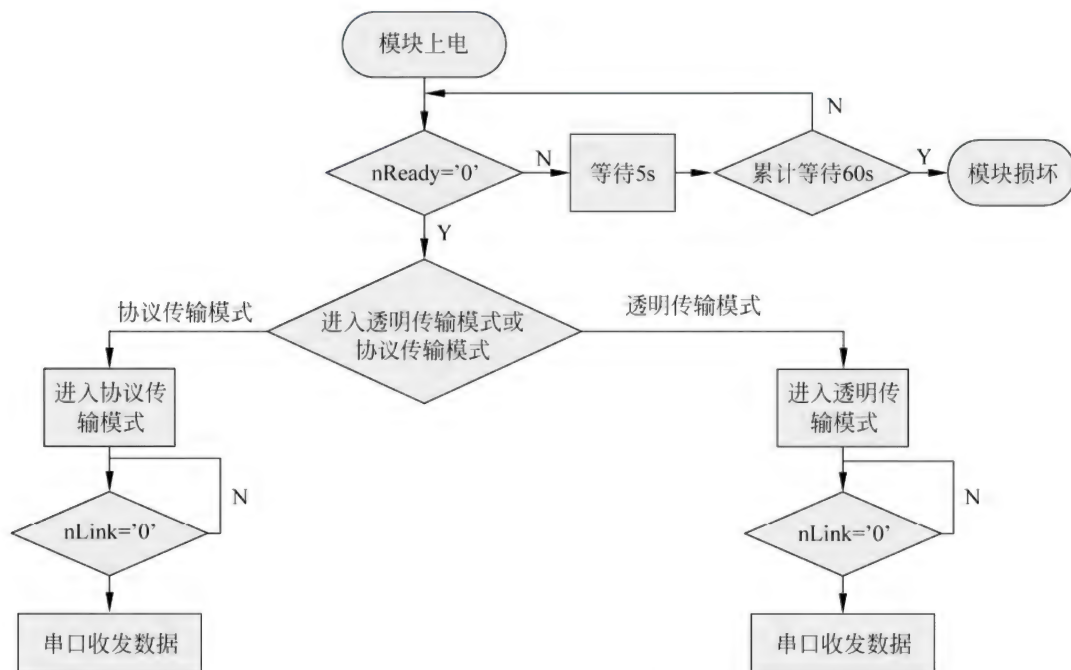 模块上电
N
nReady='0'
N
等待5s
累计等待60s
Y
模块损坏
Y
协议传输模式
进入透明传输模式或
协议传输模式
透明传输模式
进入协议传
输模式
进入透明传
输模式
N
N
nLink='0'
nLink='0'
串口收发数据
串口收发数据